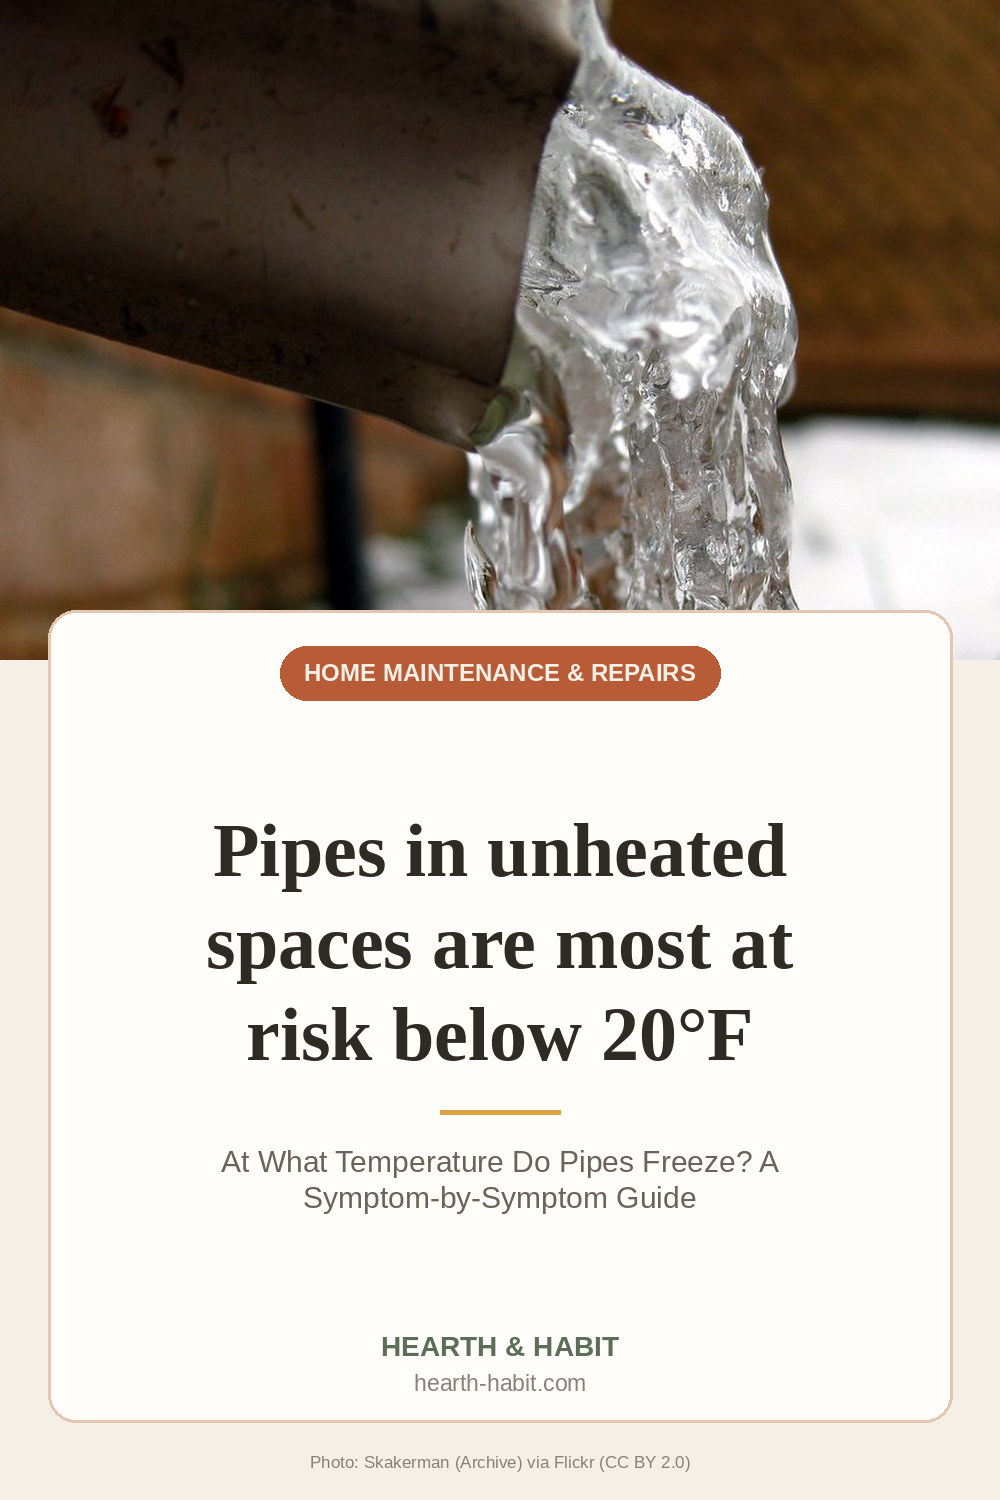 HOME MAINTENANCE & REPAIRS
Pipes in unheated
spaces are most at
risk below 20°F
At What Temperature Do Pipes Freeze? A
Symptom-by-Symptom Guide
HEARTH & HABIT
hearth-habit.com
Photo: Skakerman (Archive) via Flickr (CC BY 2.0)